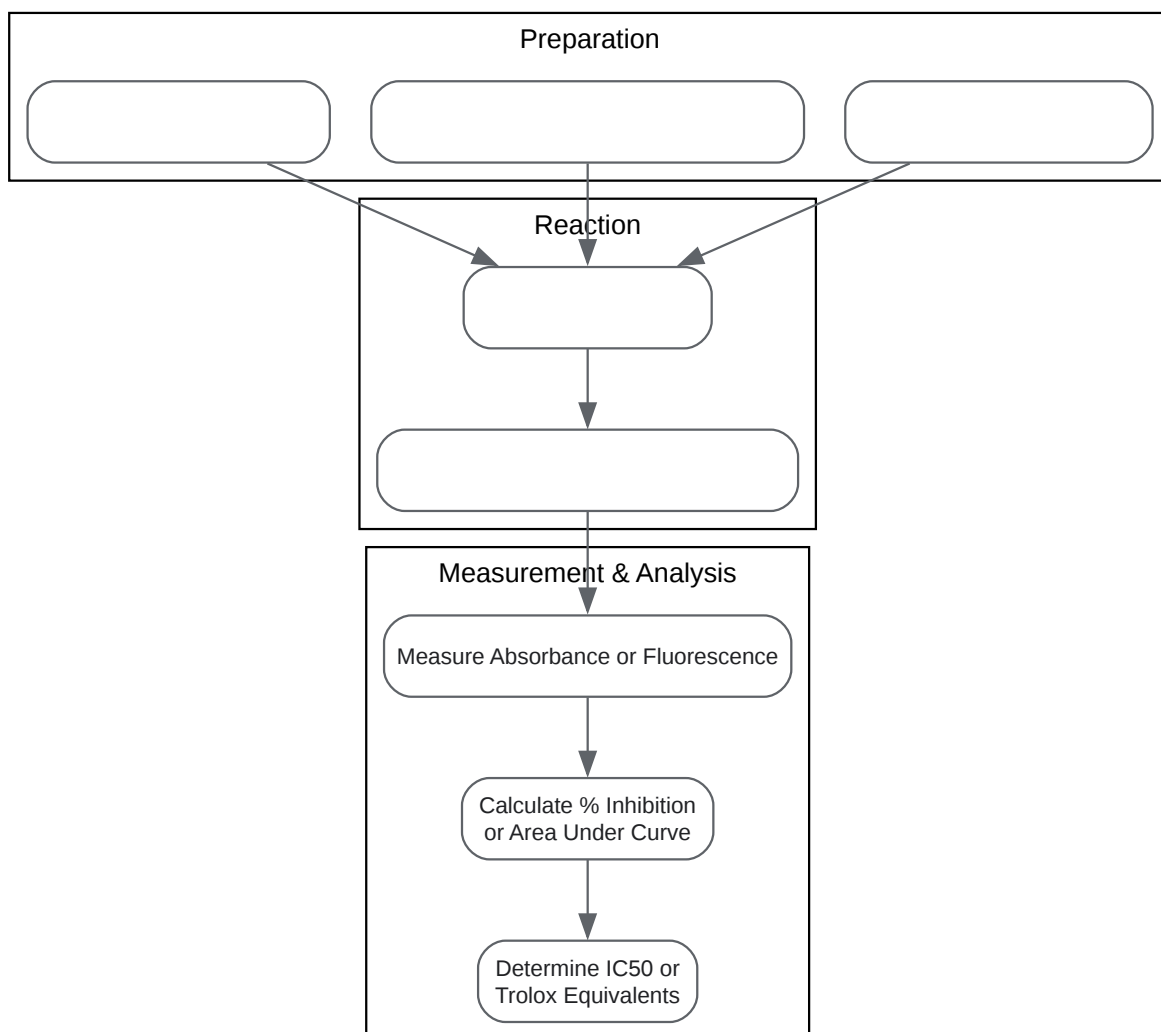 Preparation
Reaction
Measurement & Analysis
Measure Absorbance or Fluorescence
Calculate % Inhibition
or Area Under Curve
Determine IC50 or
Trolox Equivalents